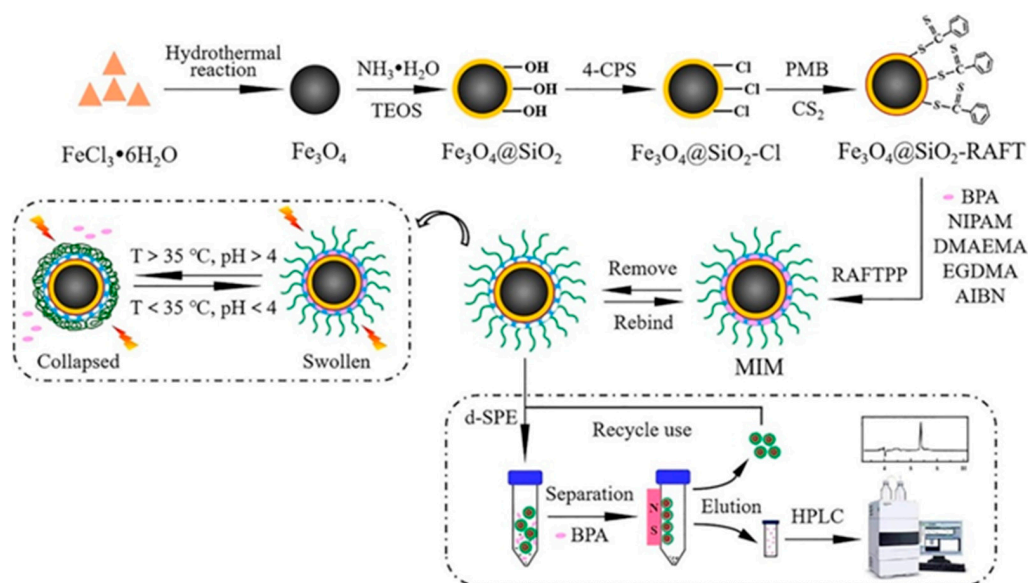 Hydrothermal
reaction
NH₃•H₂O
TEOS
OH
OH
OH
4-CPS
Cl
Cl
Cl
PMB
CS₂
S
S
C
S
S
C
S
S
C
FeCl₃•6H₂O
Fe₃O₄
Fe₃O₄@SiO₂
Fe₃O₄@SiO₂-Cl
Fe₃O₄@SiO₂-RAFT
BPA
NIPAM
DMAEMA
EGDMA
AIBN
RAFTPP
T > 35 °C, pH > 4
T < 35 °C, pH < 4
Collapsed
Swollen
Remove
Rebind
MIM
d-SPE
Recycle use
Separation
BPA
N
S
Elution
HPLC